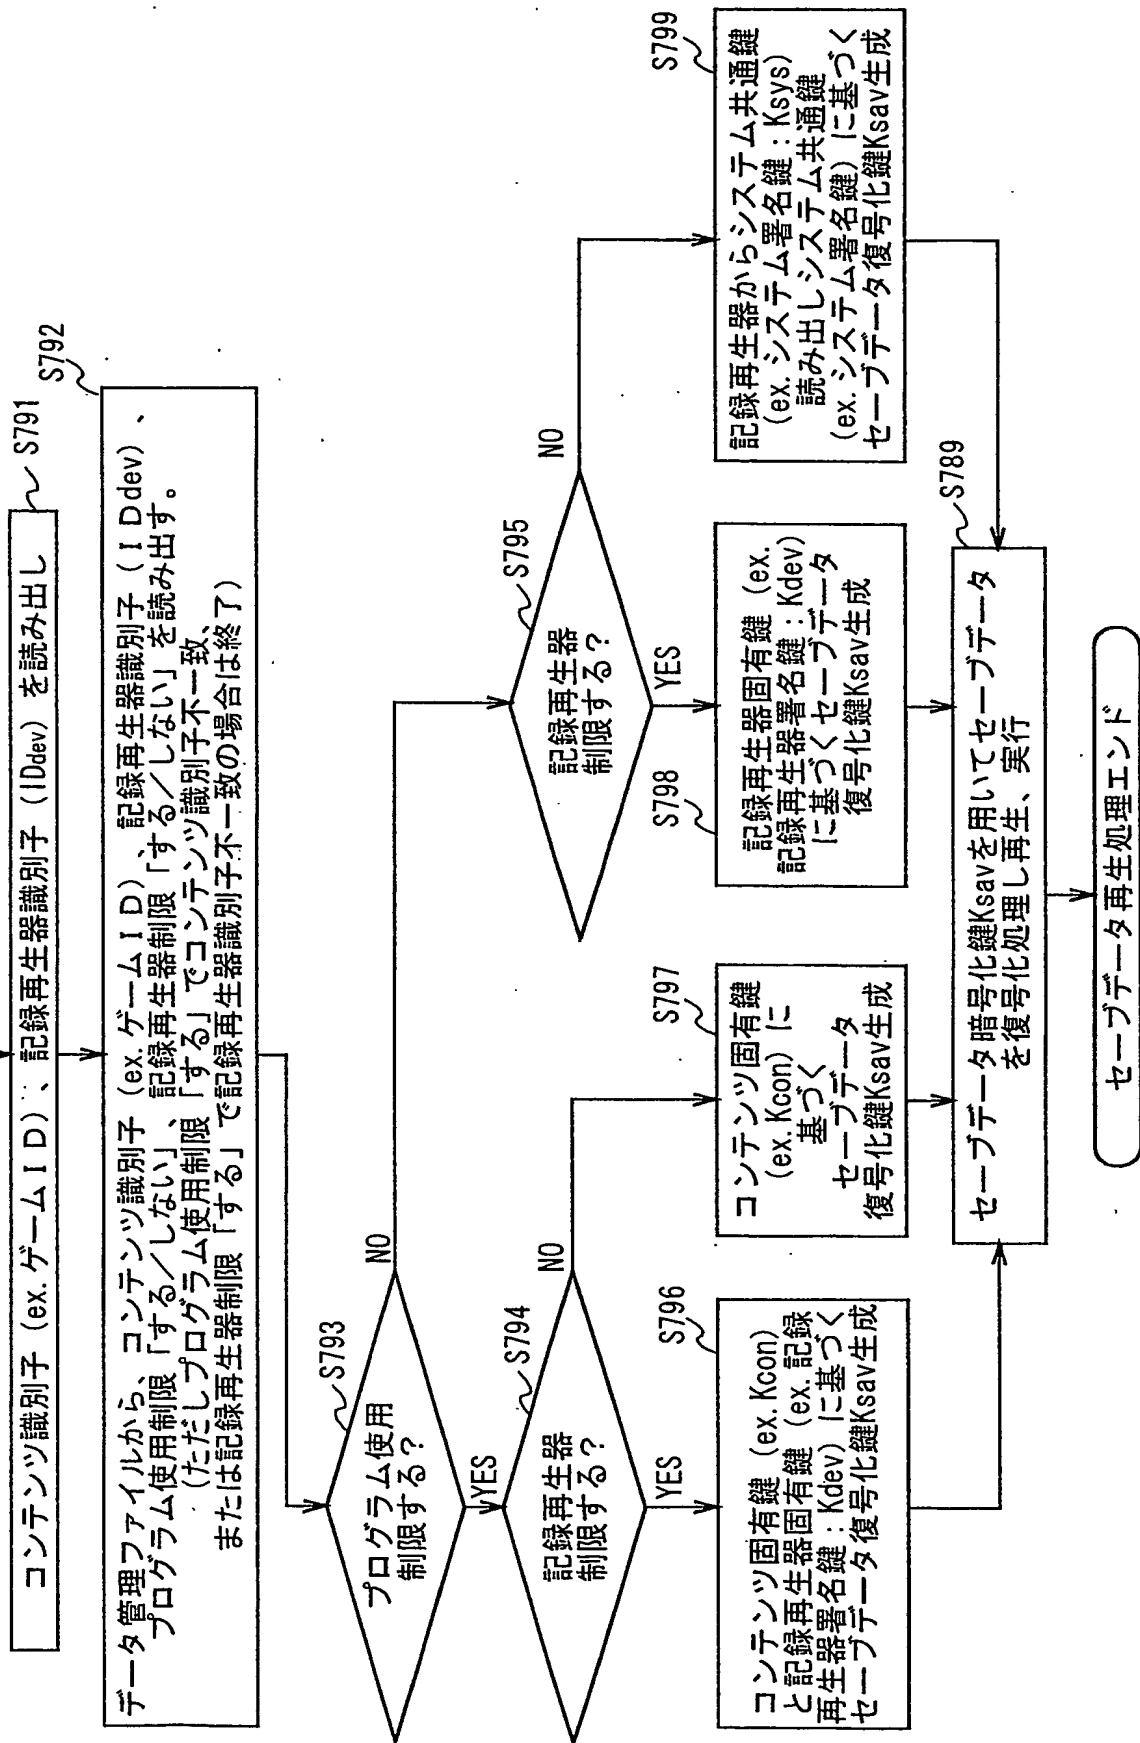 コンテンツ識別子（ex.ゲームＩＤ）、記録再生器識別子（IDdev）を読み出し
S791
S792
データ管理ファイルから、コンテンツ識別子（ex.ゲームＩＤ）、記録再生器識別子（ＩＤdev）、
プログラム使用制限「する／しない」、記録再生器制限「する／しない」を読み出す。
（ただしプログラム使用制限「する」でコンテンツ識別子不一致、
または記録再生器制限「する」で記録再生器識別子不一致の場合は終了）
S793
プログラム使用
制限する？
NO
YES
S794
記録再生器
制限する？
NO
YES
S795
記録再生器
制限する？
NO
YES
S796
コンテンツ固有鍵（ex.Kcon）
と記録再生器固有鍵（ex.記録
再生器署名鍵：Kdev）に基づく
セーブデータ復号化鍵Ksav生成
S797
コンテンツ固有鍵
（ex.Kcon）に
基づく
セーブデータ
復号化鍵Ksav生成
S798
記録再生器固有鍵（ex.
記録再生器署名鍵：Kdev）
に基づくセーブデータ
復号化鍵Ksav生成
S799
記録再生器からシステム共通鍵
（ex.システム署名鍵：Ksys）
読み出しシステム共通鍵
（ex.システム署名鍵）に基づく
セーブデータ復号化鍵Ksav生成
S789
セーブデータ暗号化鍵Ksavを用いてセーブデータ
を復号化処理し再生、実行
セーブデータ再生処理エンド